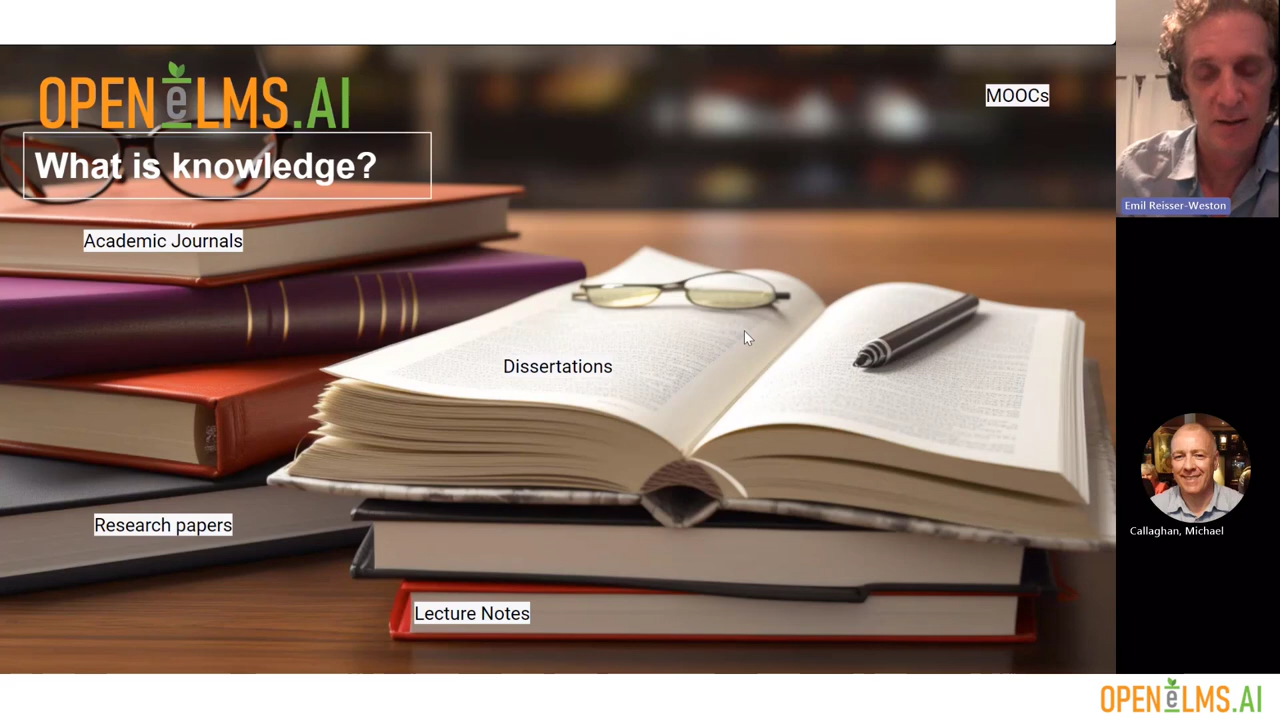 OPENeLMS.AI
MOOCs
What is knowledge?
Academic Journals
Dissertations
Research papers
Lecture Notes
Emil Reisser-Weston
Callaghan, Michael
OPENeLMS.AI